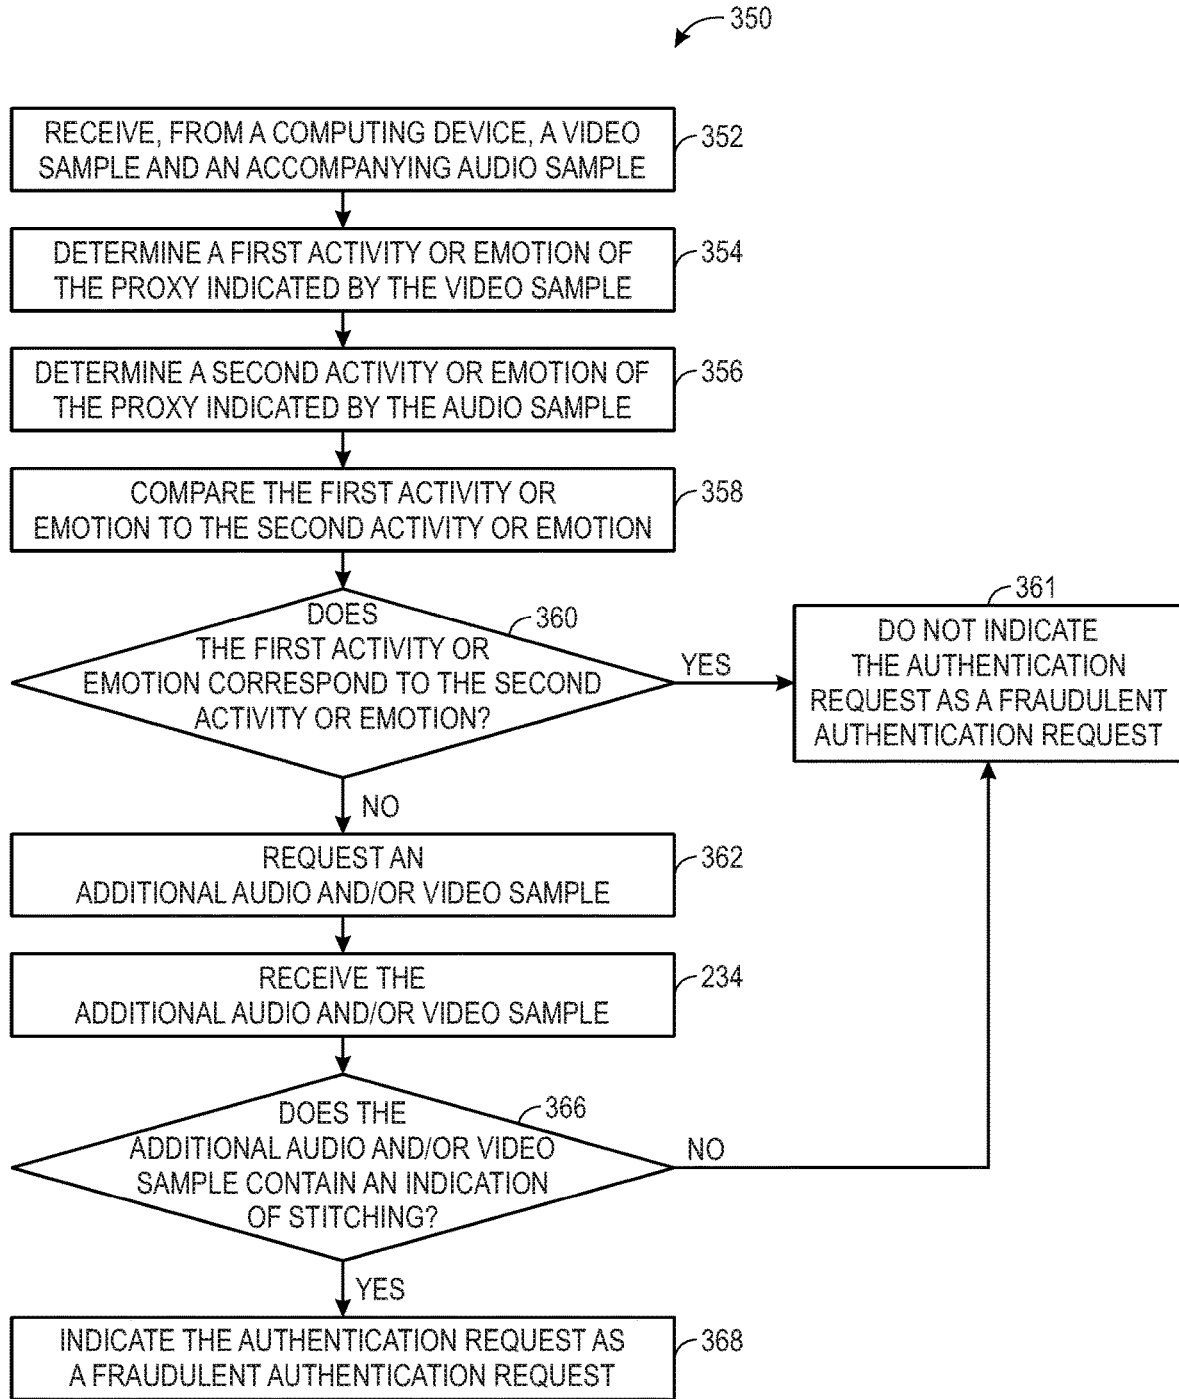 350
RECEIVE, FROM A COMPUTING DEVICE, A VIDEO
SAMPLE AND AN ACCOMPANYING AUDIO SAMPLE
352
DETERMINE A FIRST ACTIVITY OR EMOTION OF
THE PROXY INDICATED BY THE VIDEO SAMPLE
354
DETERMINE A SECOND ACTIVITY OR EMOTION OF
THE PROXY INDICATED BY THE AUDIO SAMPLE
356
COMPARE THE FIRST ACTIVITY OR
EMOTION TO THE SECOND ACTIVITY OR EMOTION
358
DOES
THE FIRST ACTIVITY OR
EMOTION CORRESPOND TO THE SECOND
ACTIVITY OR EMOTION?
360
YES
361
DO NOT INDICATE
THE AUTHENTICATION
REQUEST AS A FRAUDULENT
AUTHENTICATION REQUEST
NO
REQUEST AN
ADDITIONAL AUDIO AND/OR VIDEO SAMPLE
362
RECEIVE THE
ADDITIONAL AUDIO AND/OR VIDEO SAMPLE
234
DOES THE
ADDITIONAL AUDIO AND/OR VIDEO
SAMPLE CONTAIN AN INDICATION
OF STITCHING?
366
NO
YES
INDICATE THE AUTHENTICATION REQUEST AS
A FRAUDULENT AUTHENTICATION REQUEST
368